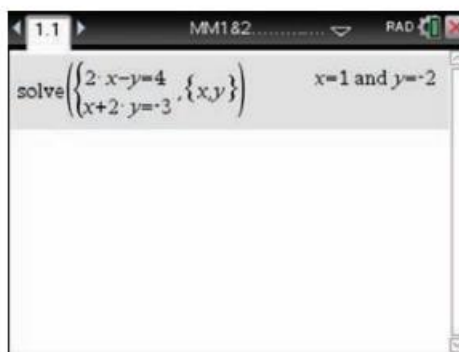 1.1 MM1&2............ RAD
solve({2·x−y=4
x+2·y=-3,{x,y}) x=1 and y=-2